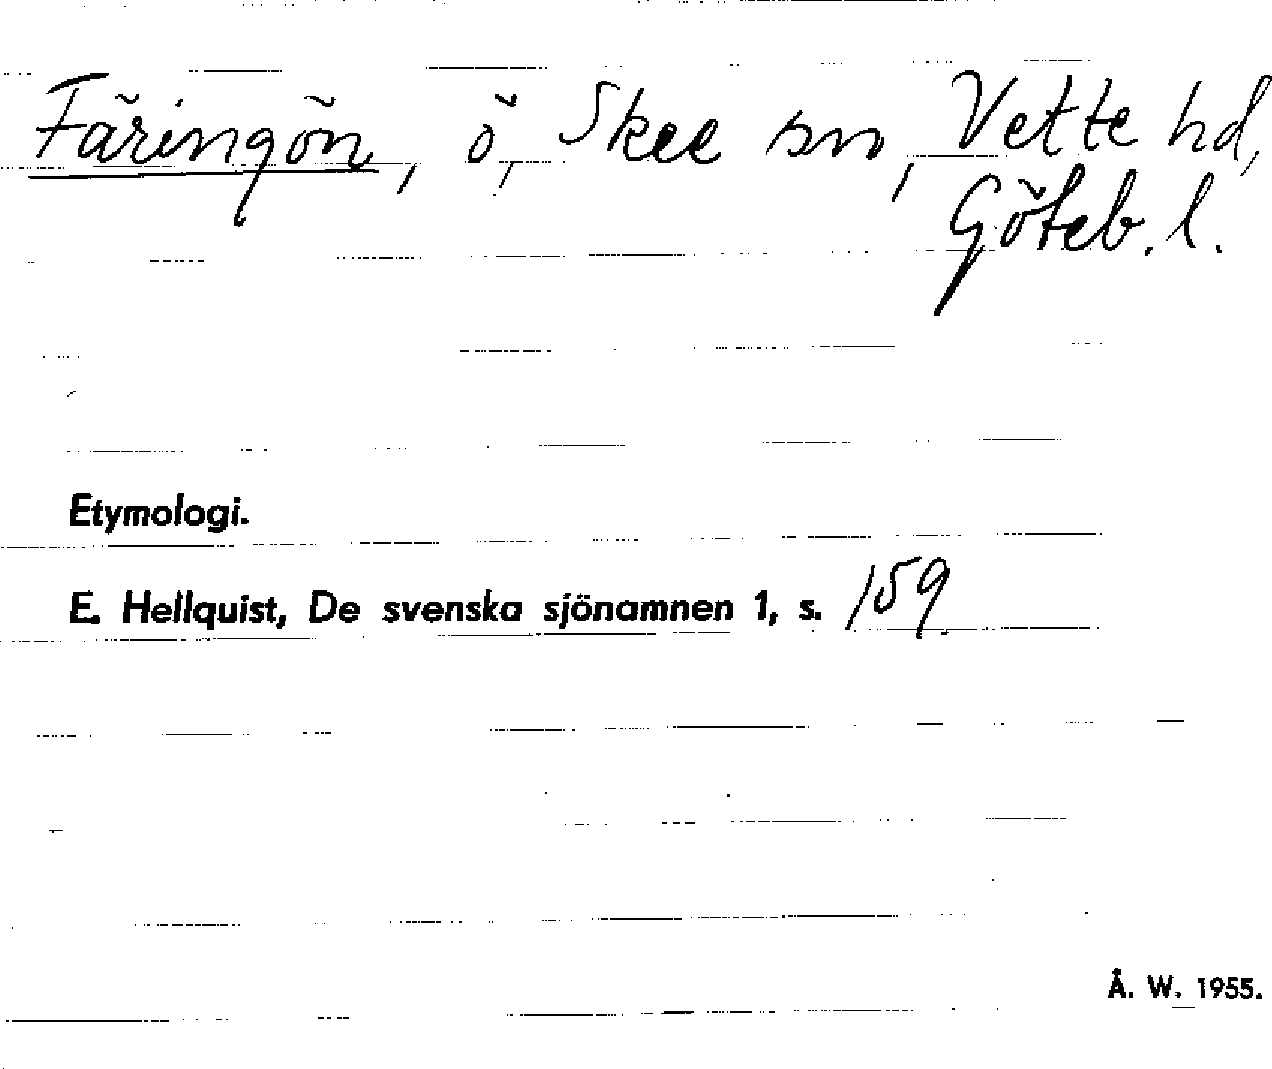 Färingön, ö, Skee sn, Vette hd,
Göteb. l.
Etymologi.
E. Hellquist, De svenska sjönamnen 1, s. 159
Å. W. 1955.